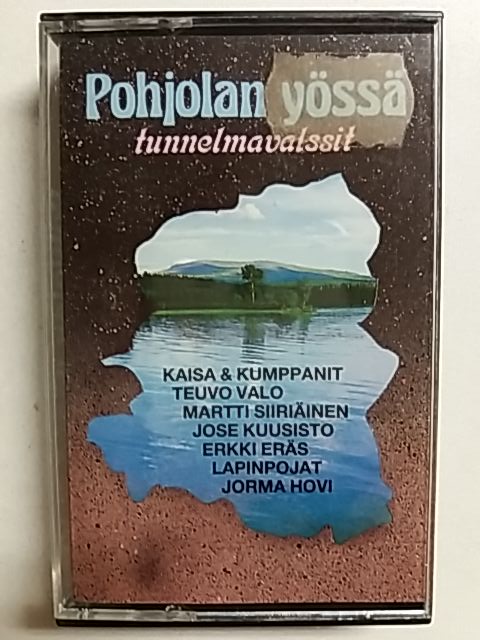 Pohjolan yössä
tunnelmavalssit
KAISA & KUMPPANIT
TEUVO VALO
MARTTI SIIRIÄINEN
JOSE KUUSISTO
ERKKI ERÄS
LAPINPOJAT
JORMA HOVI